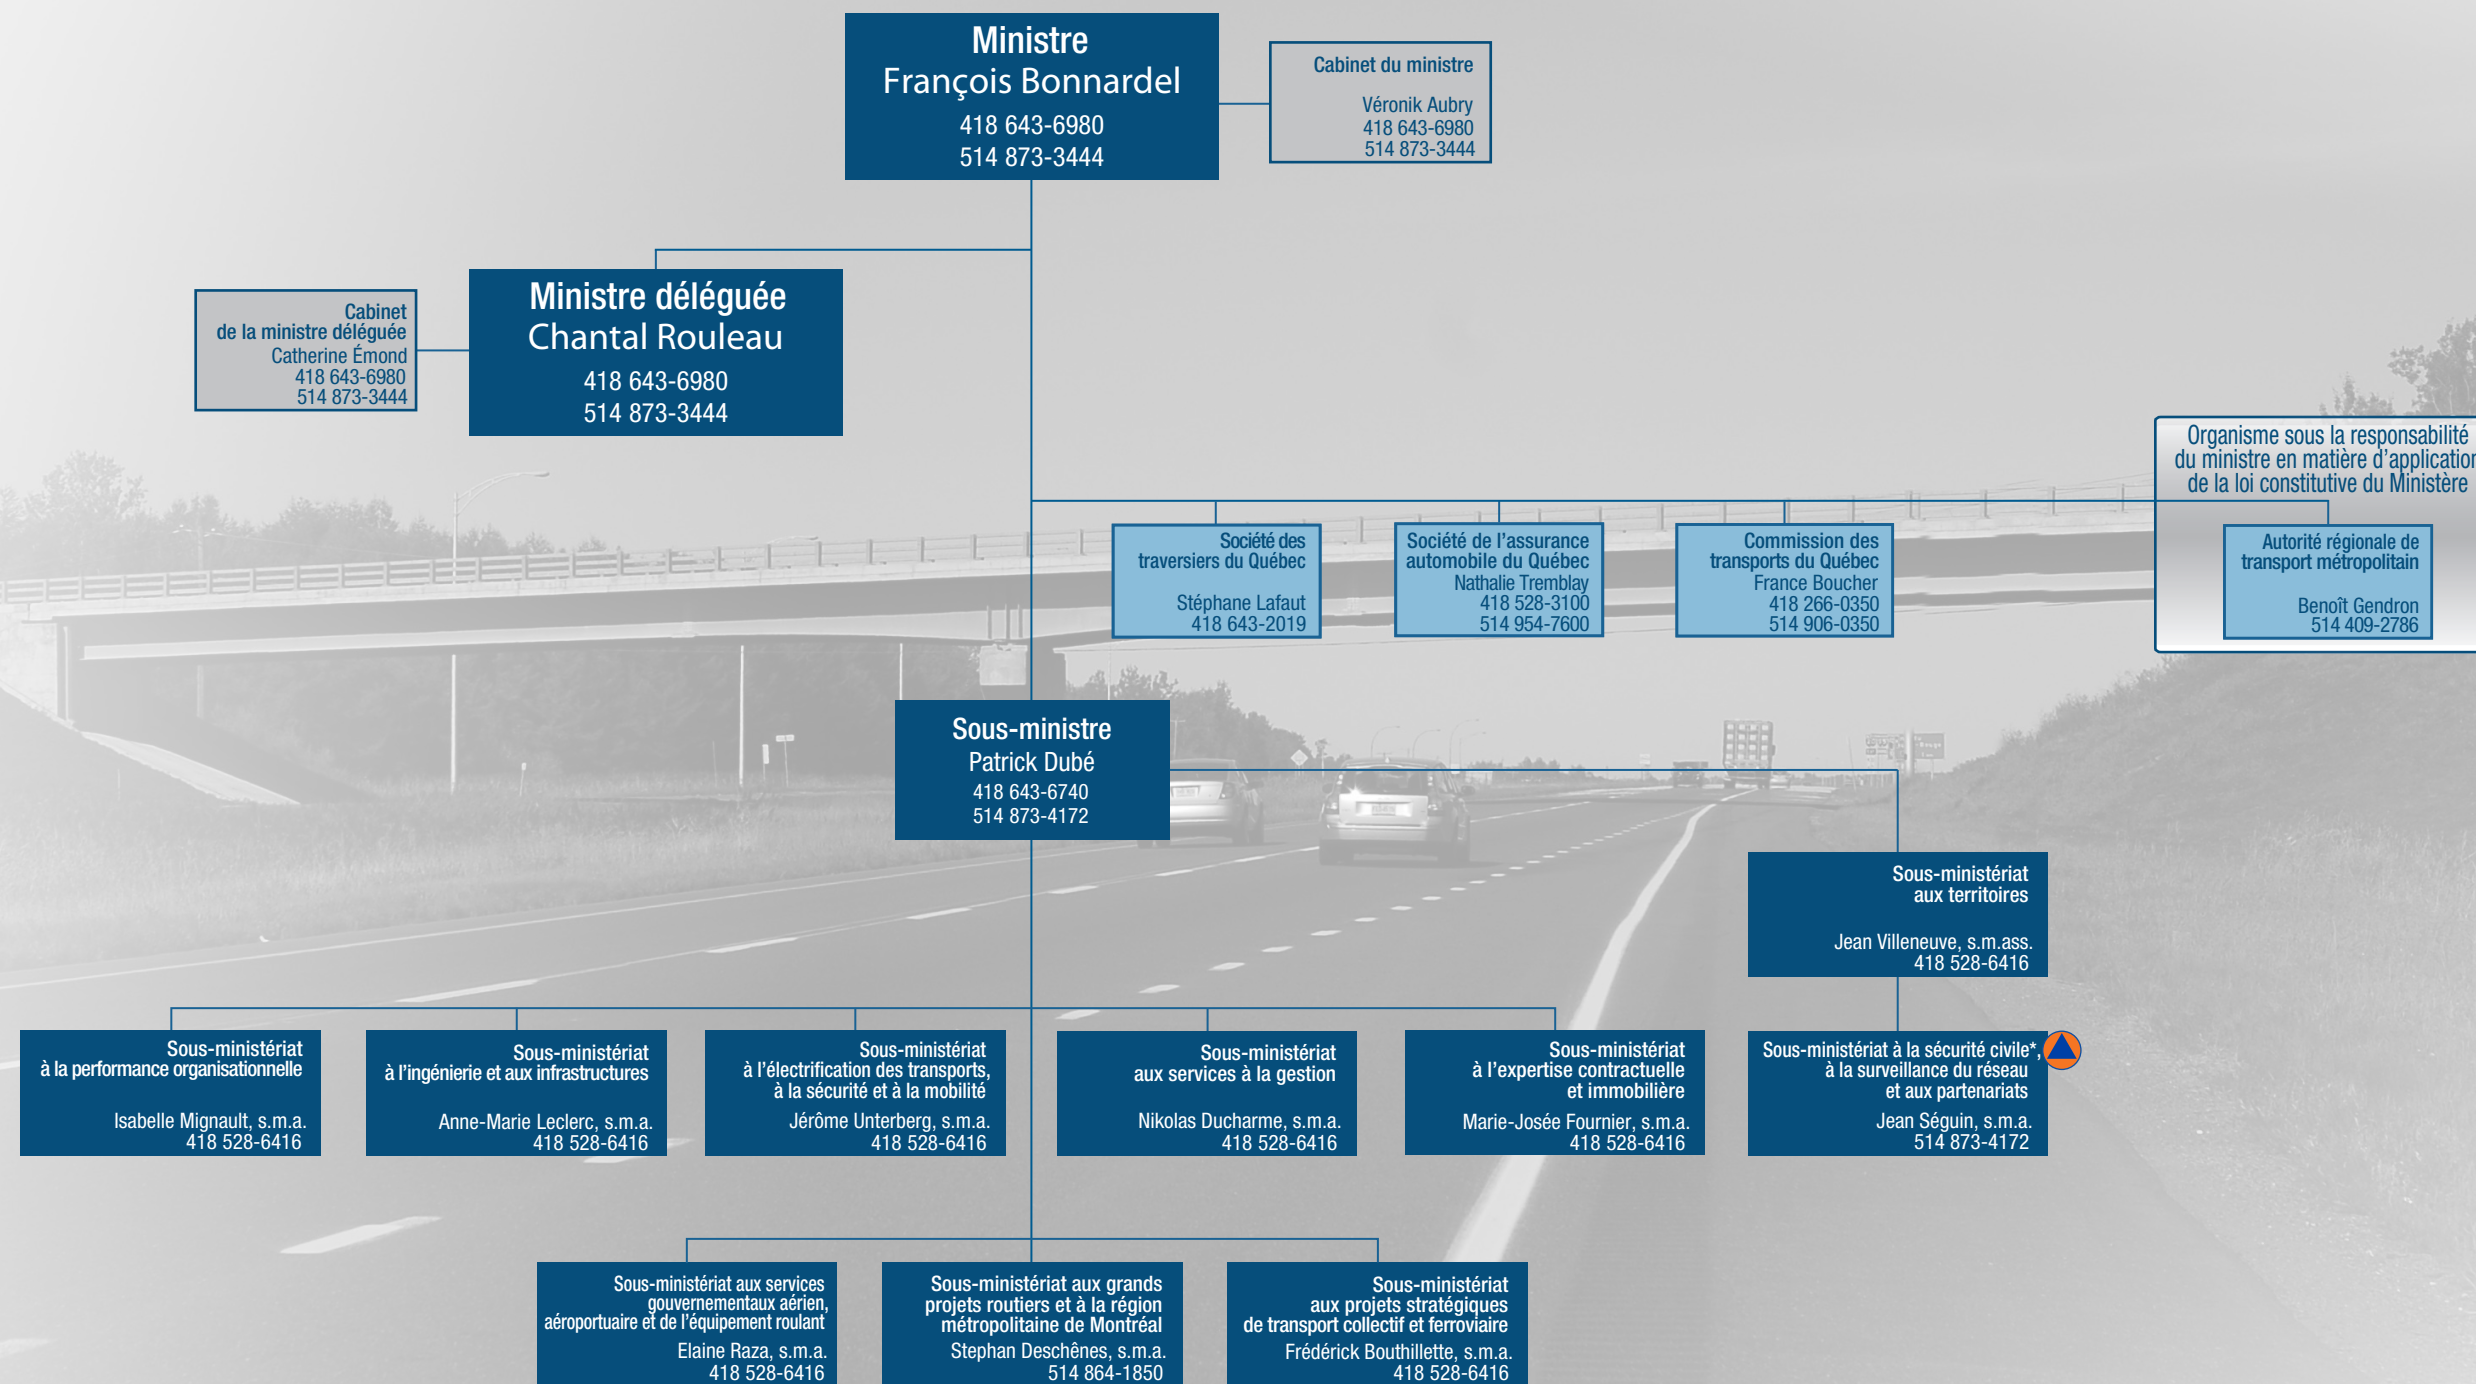 Ministre
François Bonnardel
418 643-6980
514 873-3444
Cabinet du ministre
Véronik Aubry
418 643-6980
514 873-3444
Ministre déléguée
Chantal Rouleau
418 643-6980
514 873-3444
Cabinet
de la ministre déléguée
Catherine Émond
418 643-6980
514 873-3444
Organisme sous la responsabilité
du ministre en matière d'application
de la loi constitutive du Ministère
Société des
traversiers du Québec
Stéphane Lafaut
418 643-2019
Société de l'assurance
automobile du Québec
Nathalie Tremblay
418 528-3100
514 954-7600
Commission des
transports du Québec
France Boucher
418 266-0350
514 906-0350
Autorité régionale de
transport métropolitain
Benoît Gendron
514 409-2786
Sous-ministre
Patrick Dubé
418 643-6740
514 873-4172
Sous-ministériat
aux territoires
Jean Villeneuve, s.m.ass.
418 528-6416
Sous-ministériat
à la performance organisationnelle
Isabelle Mignault, s.m.a.
418 528-6416
Sous-ministériat
à l'ingénierie et aux infrastructures
Anne-Marie Leclerc, s.m.a.
418 528-6416
Sous-ministériat
à l'électrification des transports,
à la sécurité et à la mobilité
Jérôme Unterberg, s.m.a.
418 528-6416
Sous-ministériat
aux services à la gestion
Nikolas Ducharme, s.m.a.
418 528-6416
Sous-ministériat
à l'expertise contractuelle
et immobilière
Marie-Josée Fournier, s.m.a.
418 528-6416
Sous-ministériat à la sécurité civile*,
à la surveillance du réseau
et aux partenariats
Jean Séguin, s.m.a.
514 873-4172
Sous-ministériat aux services
gouvernementaux aérien,
aéroportuaire et de l'équipement roulant
Elaine Raza, s.m.a.
418 528-6416
Sous-ministériat aux grands
projets routiers et à la région
métropolitaine de Montréal
Stephan Deschênes, s.m.a.
514 864-1850
Sous-ministériat
aux projets stratégiques
de transport collectif et ferroviaire
Frédérick Bouthillette, s.m.a.
418 528-6416